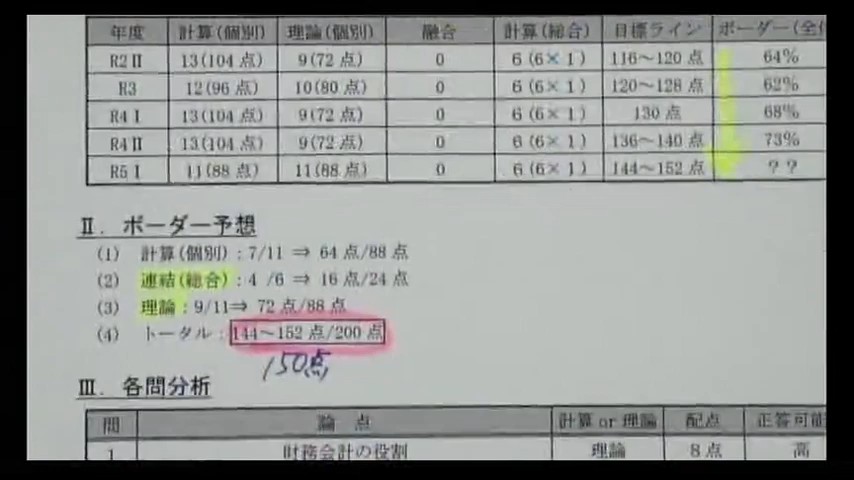 年度 計算(個別) 理論(個別) 融合 計算(総合) 目標ライン ボーダー(全体
R2Ⅱ 13(104点) 9(72点) 0 6(6×1) 116～120点 64%
R3 12(96点) 10(80点) 0 6(6×1) 120～128点 62%
R4Ⅰ 13(104点) 9(72点) 0 6(6×1) 130点 68%
R4Ⅱ 13(104点) 9(72点) 0 6(6×1) 136～140点 73%
R5Ⅰ 11(88点) 11(88点) 0 6(6×1) 144～152点 ??
Ⅱ. ボーダー予想
(1) 計算(個別):7/11 ⇒ 64点/88点
(2) 連結(総合):4/6 ⇒ 16点/24点
(3) 理論:9/11⇒ 72点/88点
(4) トータル:144～152点/200点
150点
Ⅲ. 各問分析
問 論点 計算or理論 配点 正答可能
1 財務会計の役割 理論 8点 高